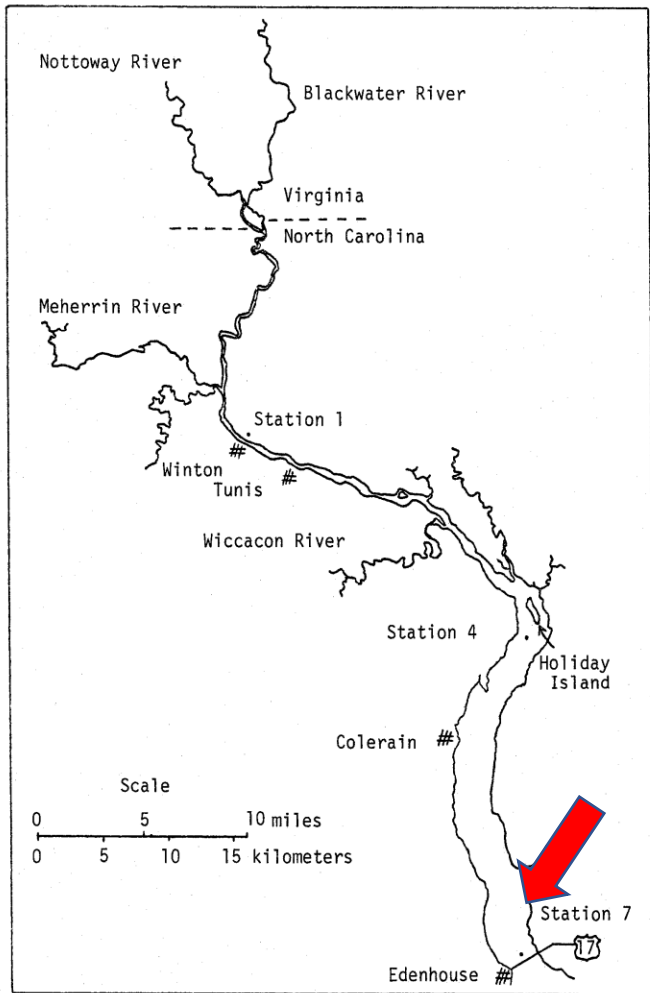 Nottoway River
Blackwater River
Virginia
North Carolina
Meherrin River
Station 1
Winton
Tunis
Wiccacon River
Station 4
Holiday
Island
Colerain
Scale
0 5 10 miles
0 5 10 15 kilometers
Station 7
17
Edenhouse